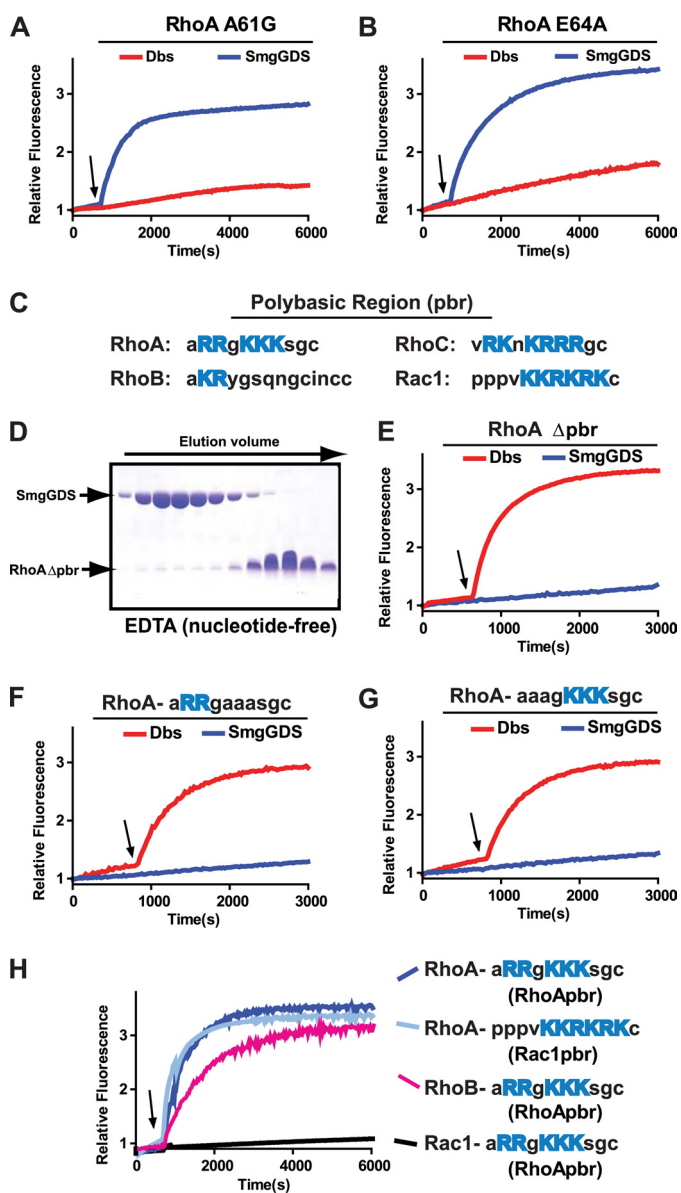 A
RhoA A61G
Dbs
SmgGDS
Relative Fluorescence
3
2
1
0
2000
4000
6000
Time(s)
B
RhoA E64A
Dbs
SmgGDS
Relative Fluorescence
3
2
1
0
2000
4000
6000
Time(s)
C
Polybasic Region (pbr)
RhoA: aRRgKKKsgc
RhoC: vRKnKRRRgc
RhoB: aKRygsqngcincc
Rac1: pppvKKRKRKc
D
Elution volume
SmgGDS
RhoAΔpbr
EDTA (nucleotide-free)
E
RhoA Δpbr
Dbs
SmgGDS
Relative Fluorescence
3
2
1
0
1000
2000
3000
Time(s)
F
RhoA- aRRgaaasgc
Dbs
SmgGDS
Relative Fluorescence
3
2
1
0
1000
2000
3000
Time(s)
G
RhoA- aaagKKKsgc
Dbs
SmgGDS
Relative Fluorescence
3
2
1
0
1000
2000
3000
Time(s)
H
Relative Fluorescence
3
2
1
0
2000
4000
6000
Time(s)
RhoA- aRRgKKKsgc
(RhoApbr)
RhoA- pppvKKRKRKc
(Rac1pbr)
RhoB- aRRgKKKsgc
(RhoApbr)
Rac1- aRRgKKKsgc
(RhoApbr)